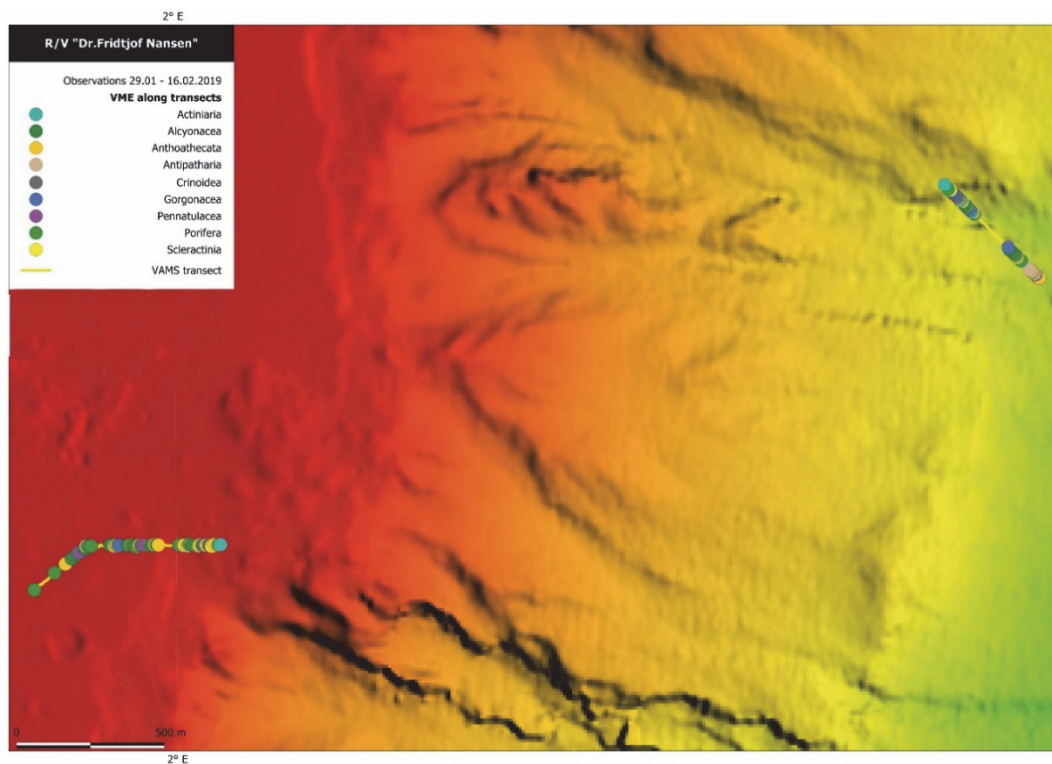 2° E
R/V "Dr.Fridtjof Nansen"
Observations 29.01 - 16.02.2019
VME along transects
Actiniaria
Alcyonacea
Anthoathecata
Antipatharia
Crinoidea
Gorgonacea
Pennatulacea
Porifera
Scleractinia
VAMS transect
0 500 m
2° E